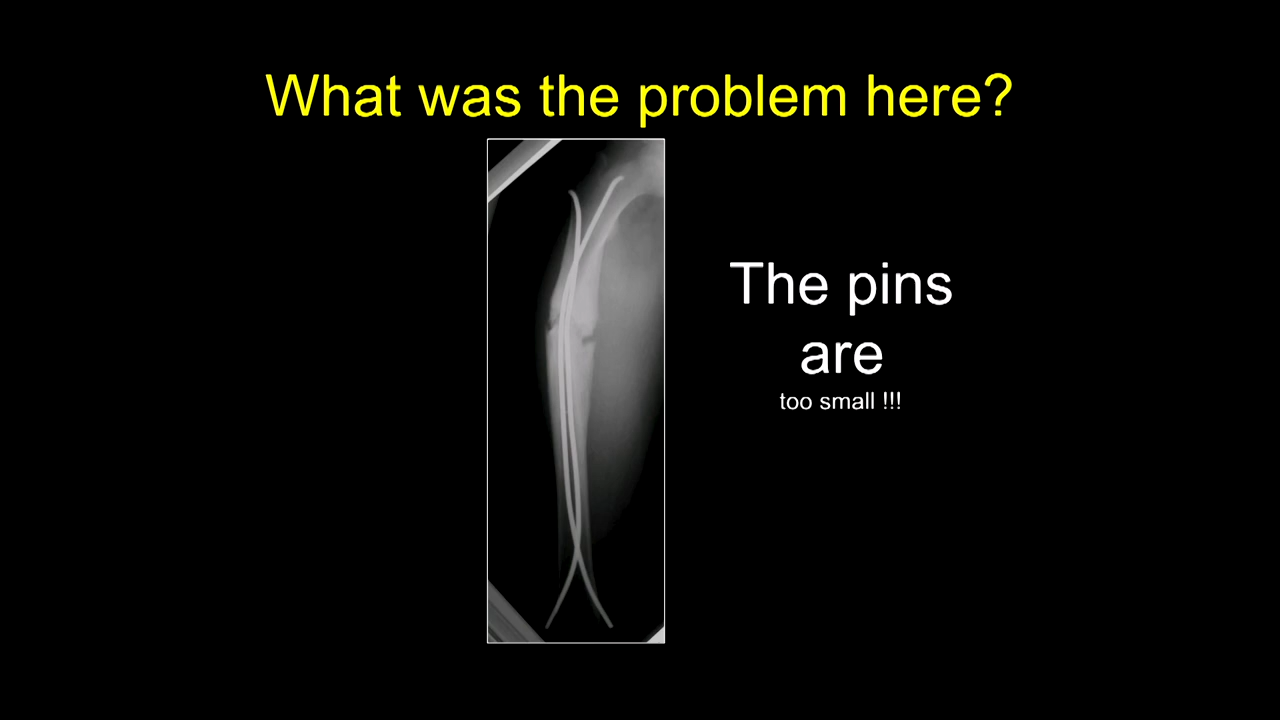 What was the problem here?
The pins
are
too small !!!